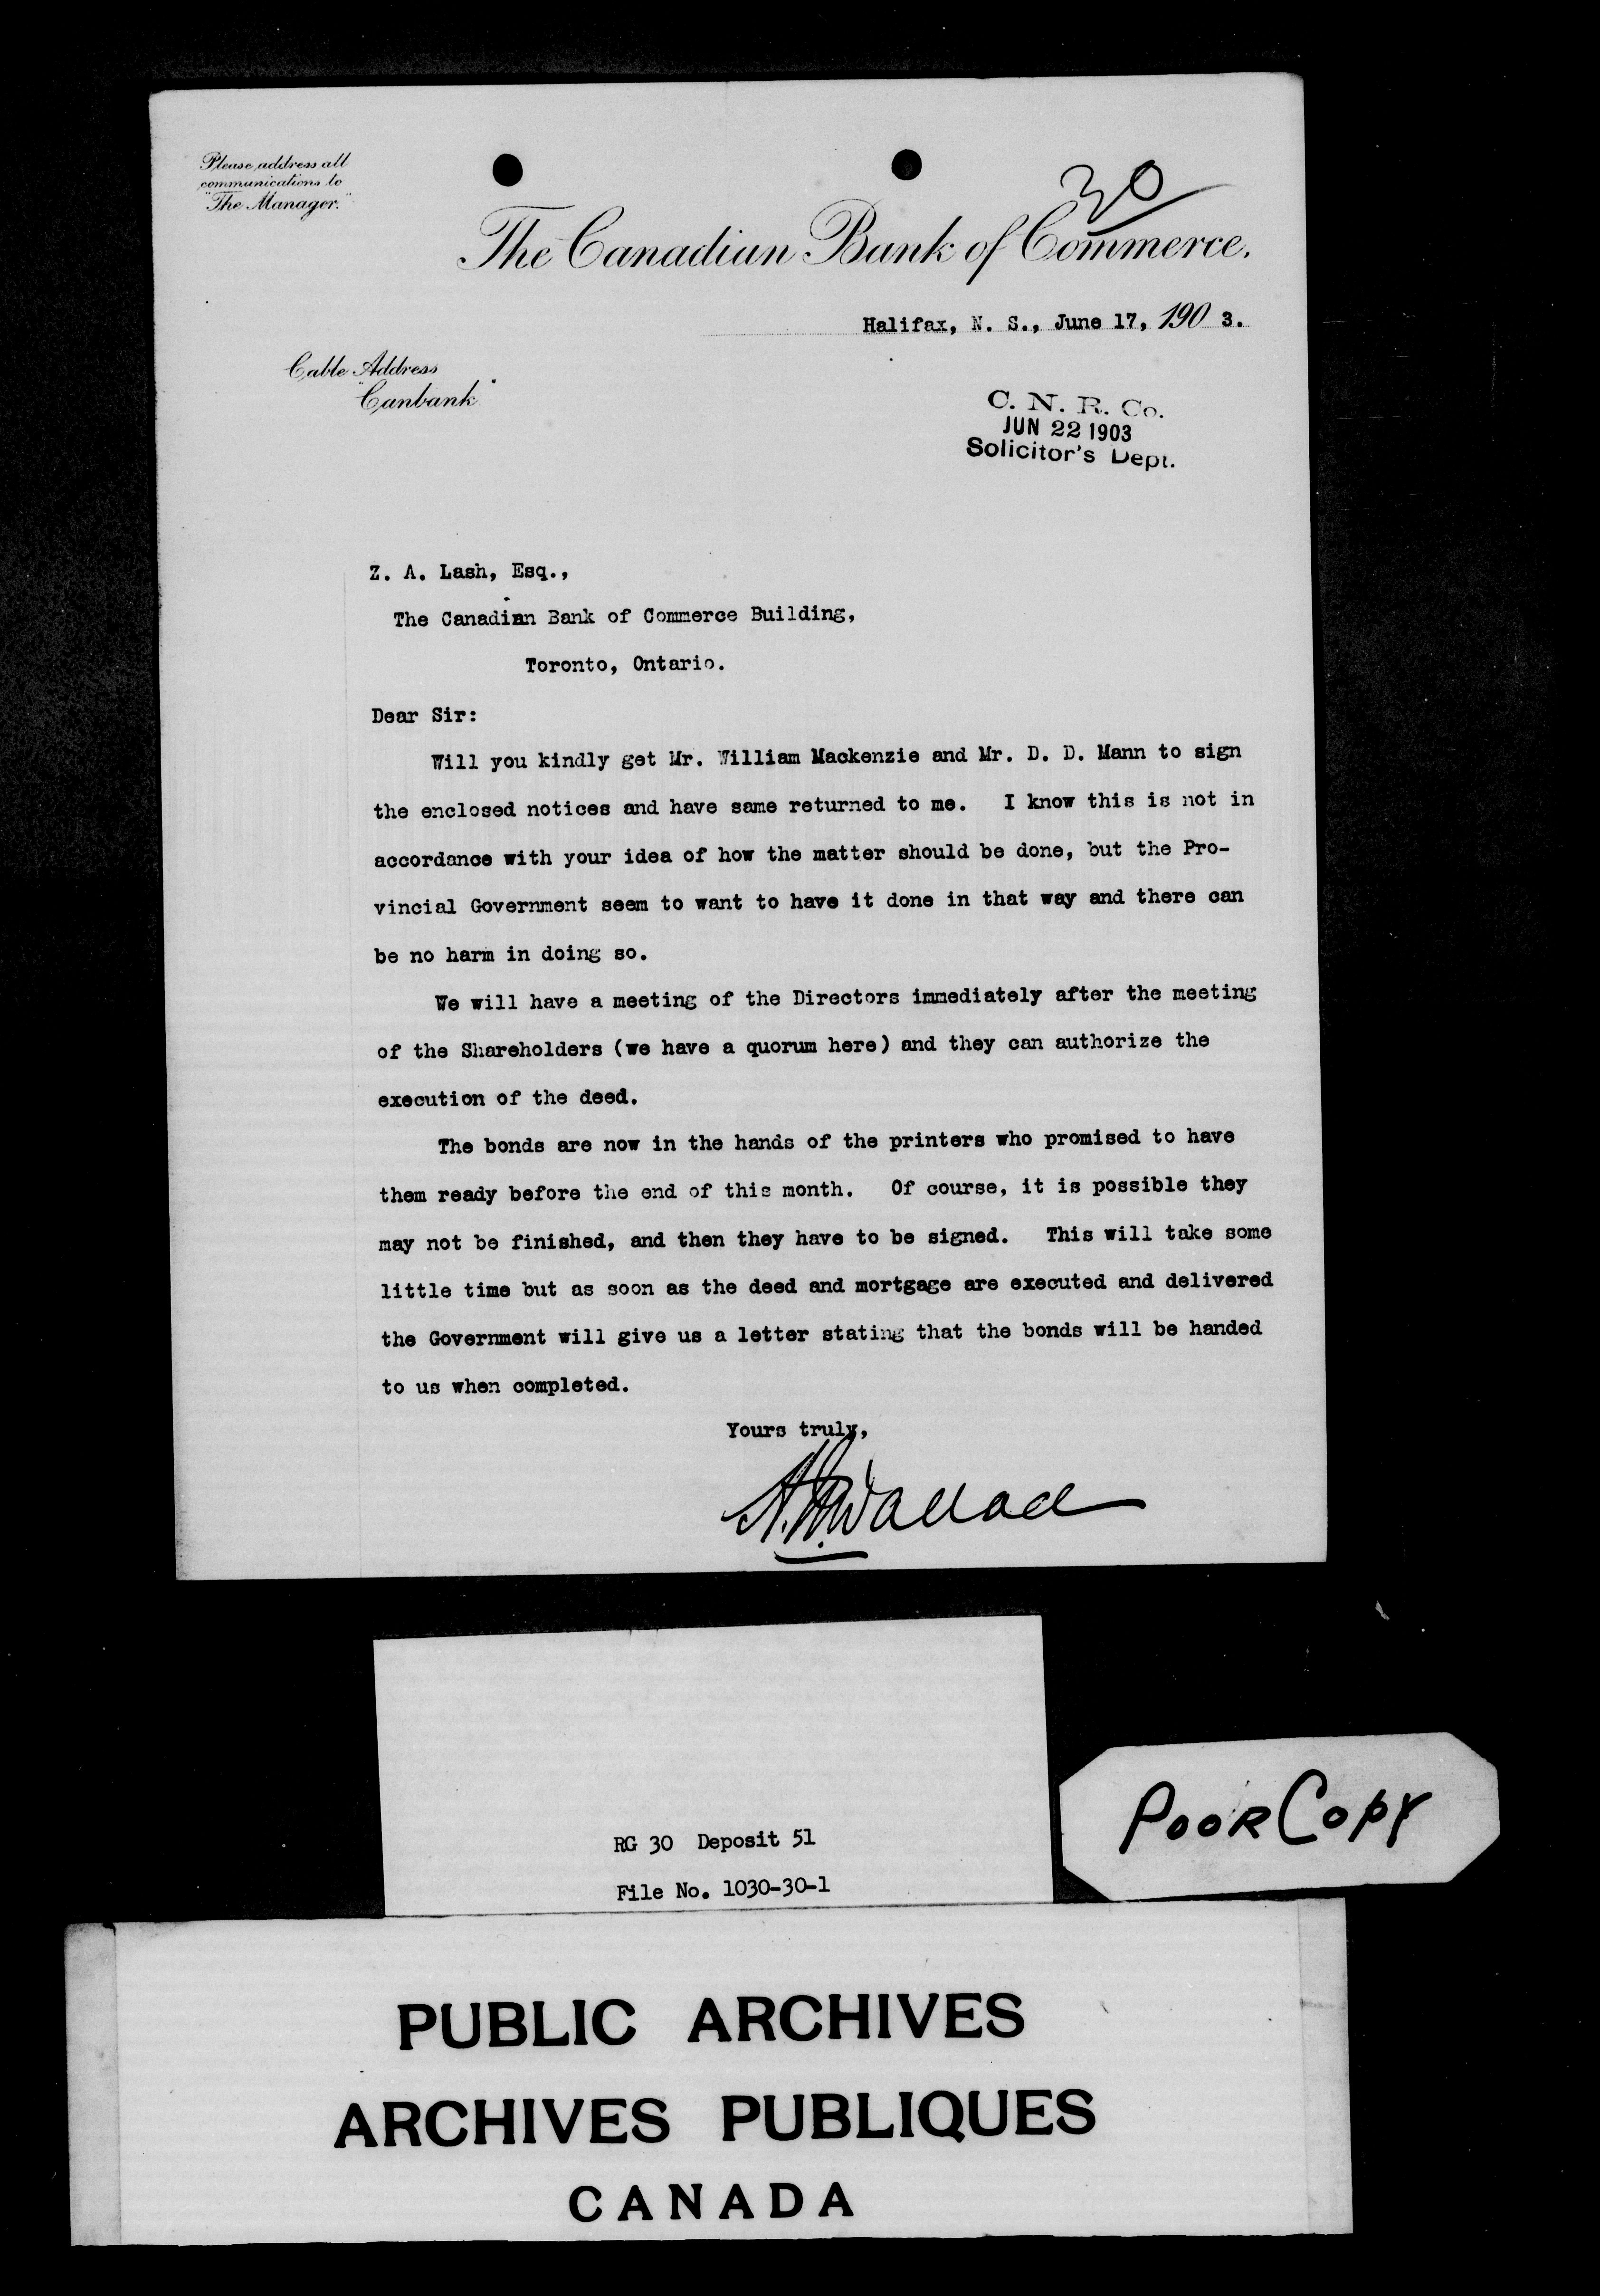 Please address all
communications to
"The Manager."
30
The Canadian Bank of Commerce.
Halifax, N. S., June 17, 1903.
Cable Address
"Canbank"
C. N. R. Co.
JUN 22 1903
Solicitor's Dept.
Z. A. Lash, Esq.,
The Canadian Bank of Commerce Building,
Toronto, Ontario.
Dear Sir:
Will you kindly get Mr. William Mackenzie and Mr. D. D. Mann to sign
the enclosed notices and have same returned to me. I know this is not in
accordance with your idea of how the matter should be done, but the Pro-
vincial Government seem to want to have it done in that way and there can
be no harm in doing so.
We will have a meeting of the Directors immediately after the meeting
of the Shareholders (we have a quorum here) and they can authorize the
execution of the deed.
The bonds are now in the hands of the printers who promised to have
them ready before the end of this month. Of course, it is possible they
may not be finished, and then they have to be signed. This will take some
little time but as soon as the deed and mortgage are executed and delivered
the Government will give us a letter stating that the bonds will be handed
to us when completed.
Yours truly,
Wallace
RG 30 Deposit 51
File No. 1030-30-1
POOR COPY
PUBLIC ARCHIVES
ARCHIVES PUBLIQUES
CANADA